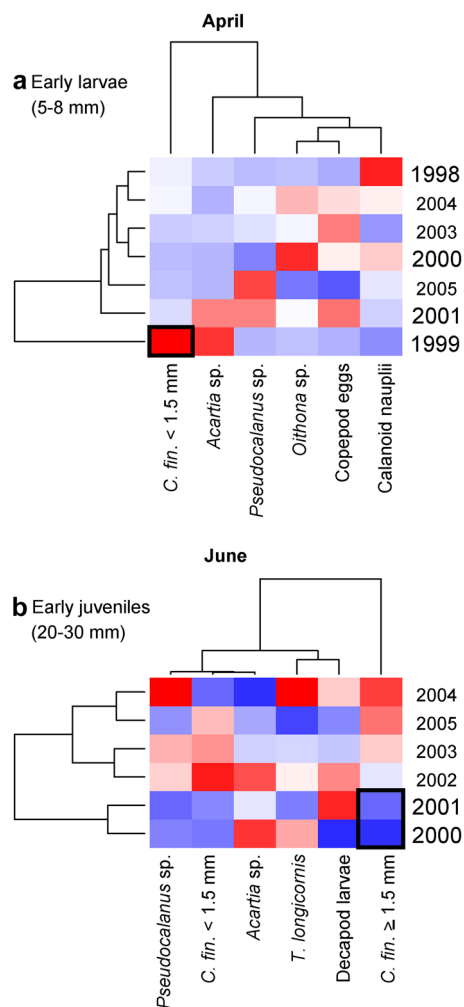 April
a Early larvae
(5-8 mm)
1998
2004
2003
2000
2005
2001
1999
C. fin. < 1.5 mm
Acartia sp.
Pseudocalanus sp.
Oithona sp.
Copepod eggs
Calanoid nauplii
June
b Early juveniles
(20-30 mm)
2004
2005
2003
2002
2001
2000
Pseudocalanus sp.
C. fin. < 1.5 mm
Acartia sp.
T. longicornis
Decapod larvae
C. fin. ≥ 1.5 mm